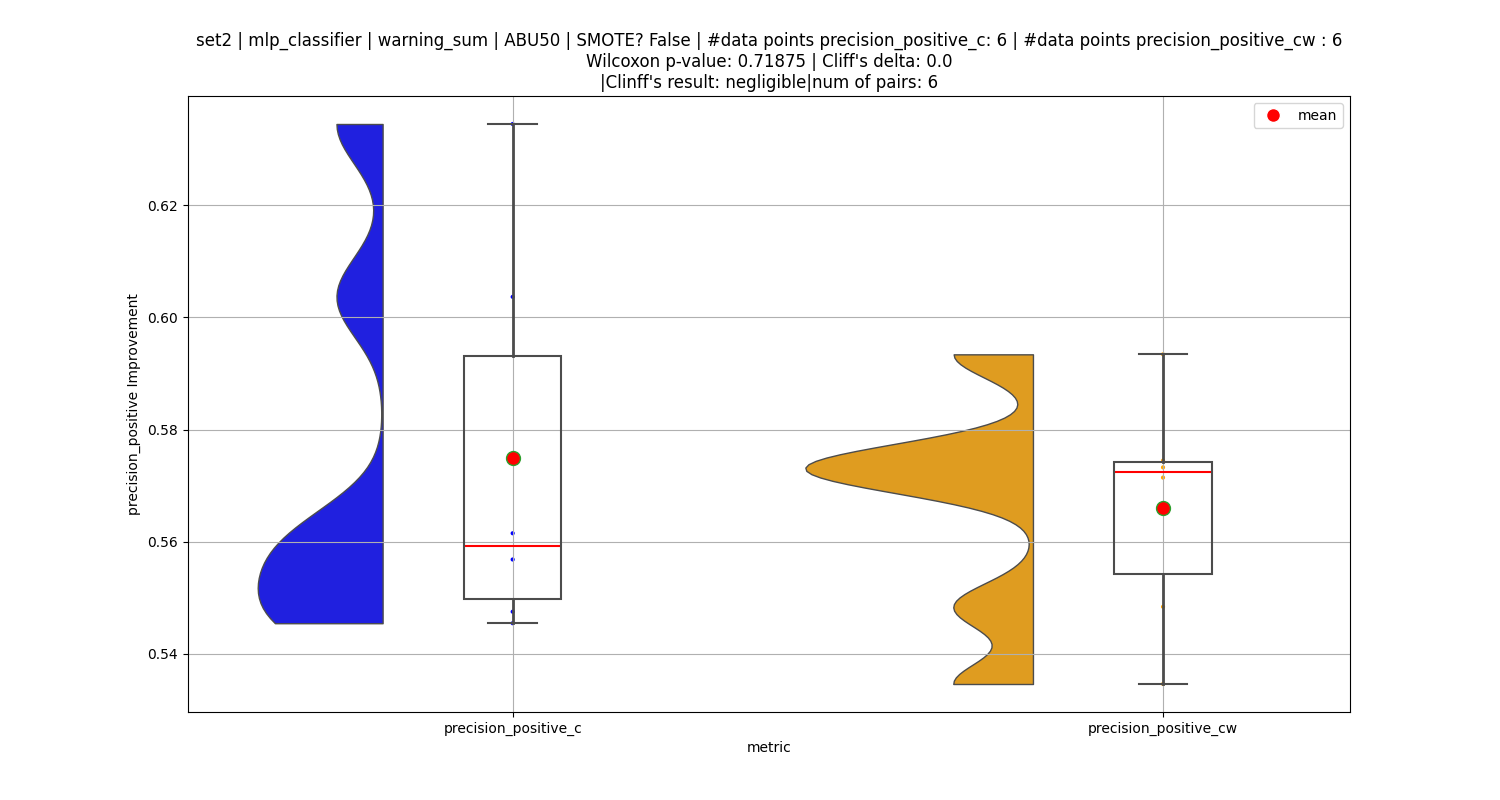 set2 | mlp_classifier | warning_sum | ABU50 | SMOTE? False | #data points precision_positive_c: 6 | #data points precision_positive_cw : 6
Wilcoxon p-value: 0.71875 | Cliff's delta: 0.0
|Clinff's result: negligible|num of pairs: 6
mean
precision_positive Improvement
0.62
0.60
0.58
0.56
0.54
precision_positive_c
precision_positive_cw
metric